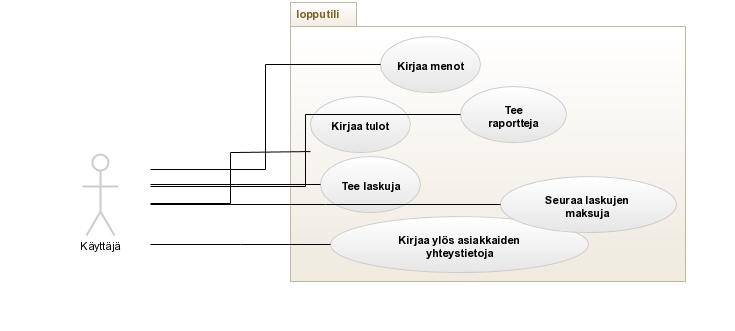 lopputili
Kirjaa menot
Tee
raportteja
Kirjaa tulot
Tee laskuja
Seuraa laskujen
maksuja
Kirjaa ylös asiakkaiden
yhteystietoja
Käyttäjä